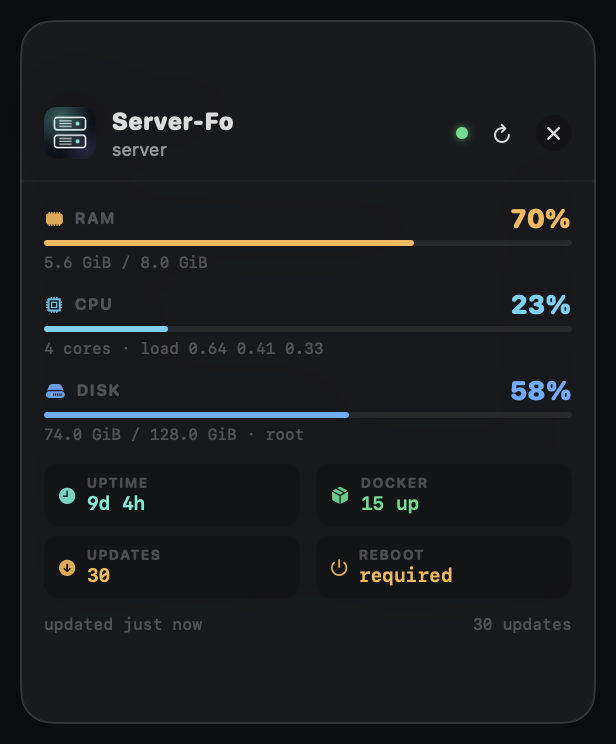 Server-Fo
server
RAM 70%
5.6 GiB / 8.0 GiB
CPU 23%
4 cores · load 0.64 0.41 0.33
DISK 58%
74.0 GiB / 128.0 GiB · root
UPTIME
9d 4h
DOCKER
15 up
UPDATES
30
REBOOT
required
updated just now
30 updates